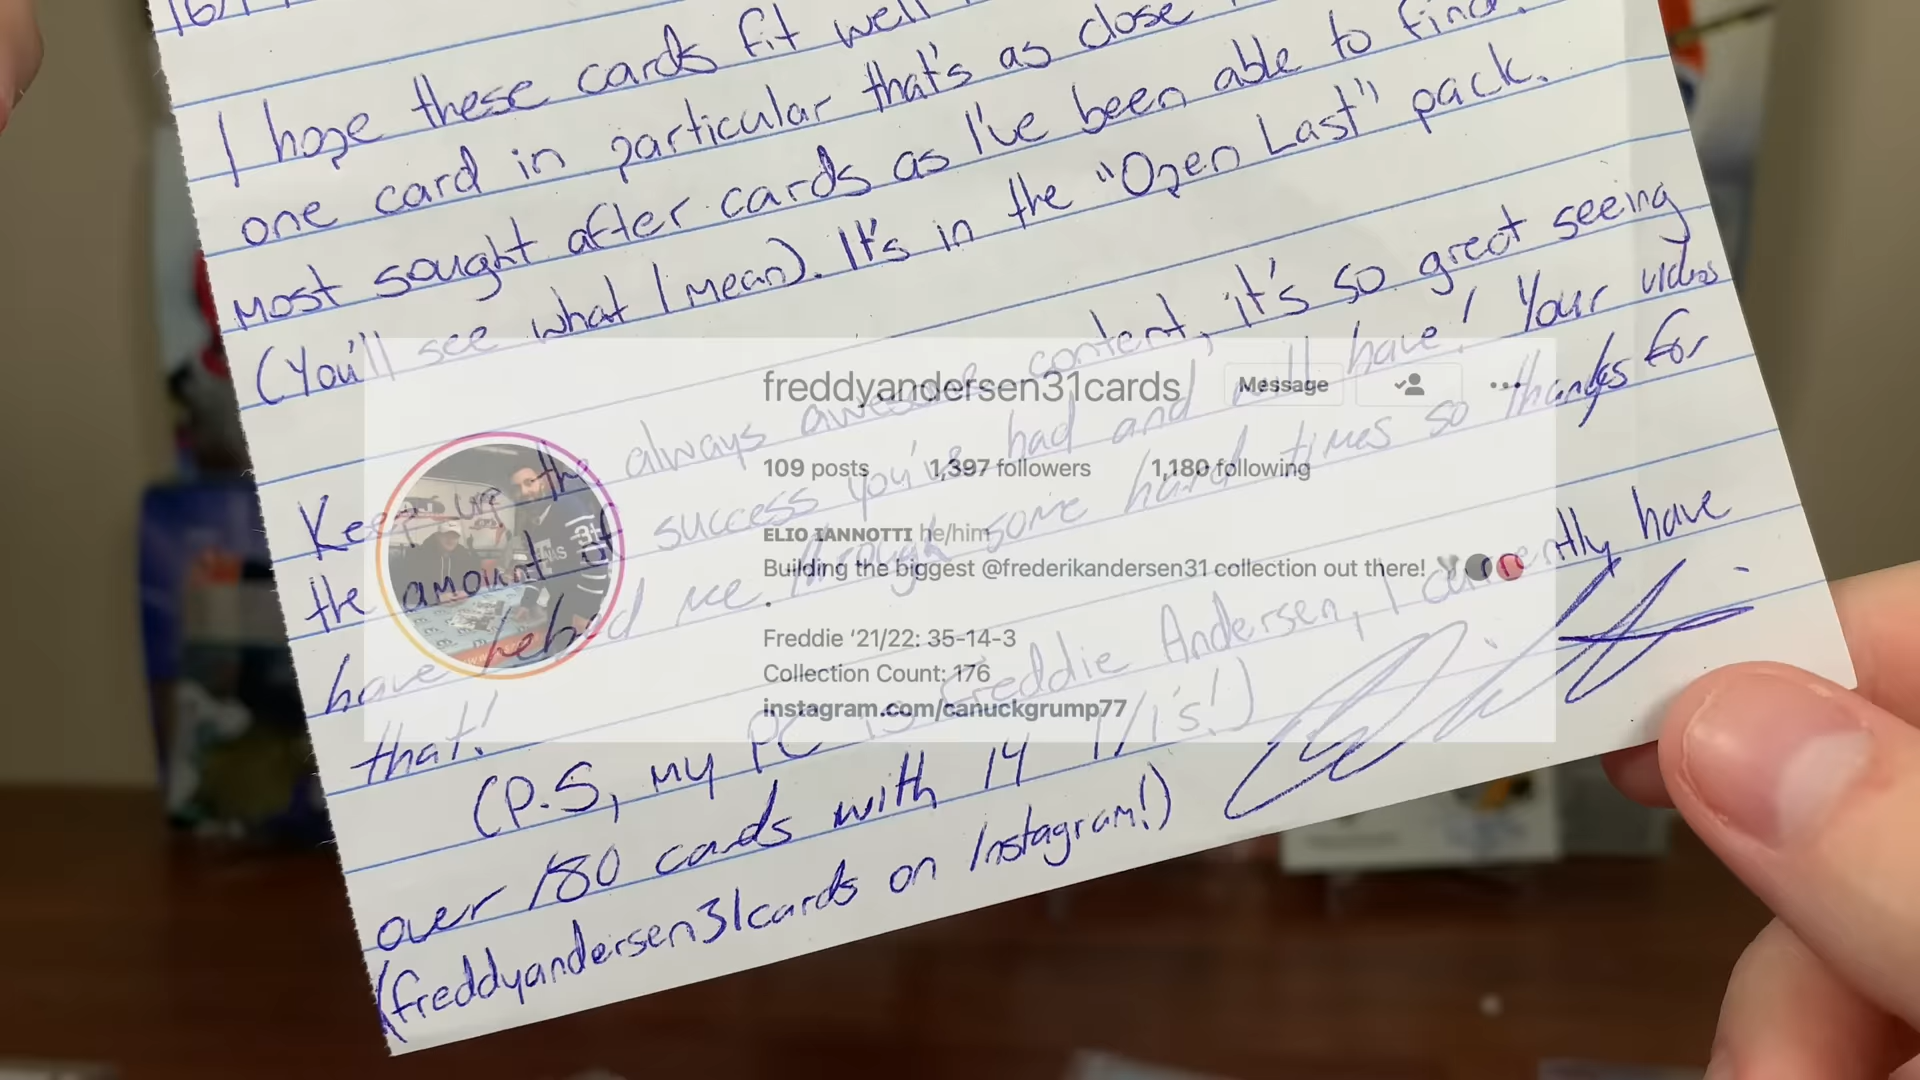 I hope these cards fit well
one card in particular that's as close
most sought after cards as I've been able to find.
(You'll see what I mean). It's in the "Open Last" pack.
Keep up the always awesome content, it's so great seeing
the amount of success you've had and will have! Your videos
have helped me through some hard times so thanks for
that!
(P.S, my PC is Freddie Andersen, I currently have
over 180 cards with 14 1/1's!)
(freddyandersen31cards on Instagram!)
freddyandersen31cards Message
109 posts 1,397 followers 1,180 following
ELIO IANNOTTI he/him
Building the biggest @frederikandersen31 collection out there!
.
Freddie '21/22: 35-14-3
Collection Count: 176
instagram.com/canuckgrump77